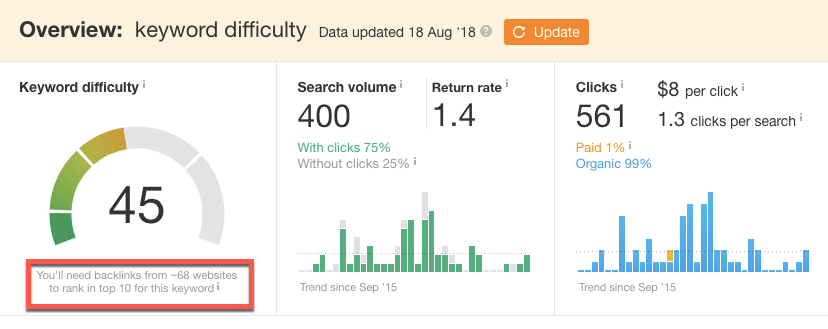 Overview: keyword difficulty Data updated 18 Aug '18 ? Update
Keyword difficulty i
45
You'll need backlinks from ~68 websites
to rank in top 10 for this keyword i
Search volume i
400
Return rate i
1.4
With clicks 75%
Without clicks 25% i
Trend since Sep '15
Clicks i
561
$8 per click i
1.3 clicks per search i
Paid 1% i
Organic 99%
Trend since Sep '15